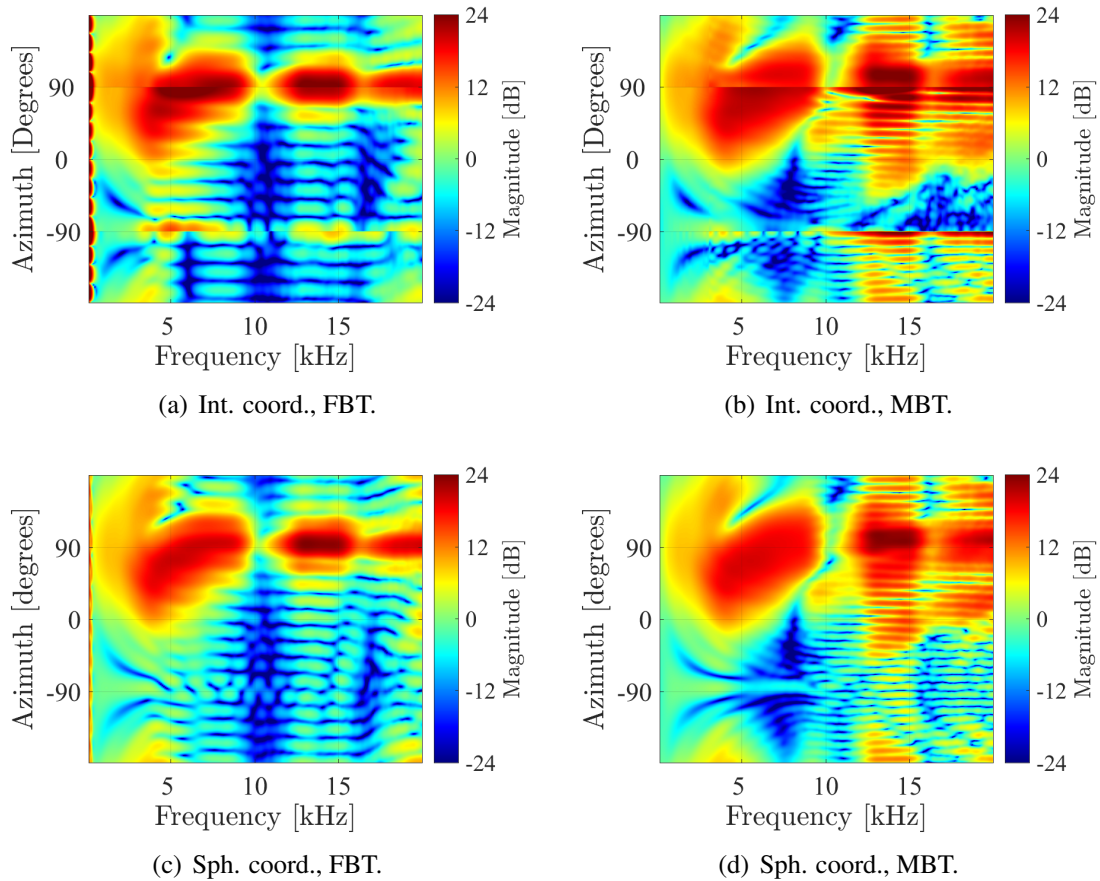 24
12
0
-12
-24
Magnitude [dB]
90
0
-90
Azimuth [Degrees]
5 10 15
Frequency [kHz]
(a) Int. coord., FBT.
24
12
0
-12
-24
Magnitude [dB]
90
0
-90
Azimuth [Degrees]
5 10 15
Frequency [kHz]
(b) Int. coord., MBT.
24
12
0
-12
-24
Magnitude [dB]
90
0
-90
Azimuth [degrees]
5 10 15
Frequency [kHz]
(c) Sph. coord., FBT.
24
12
0
-12
-24
Magnitude [dB]
90
0
-90
Azimuth [degrees]
5 10 15
Frequency [kHz]
(d) Sph. coord., MBT.